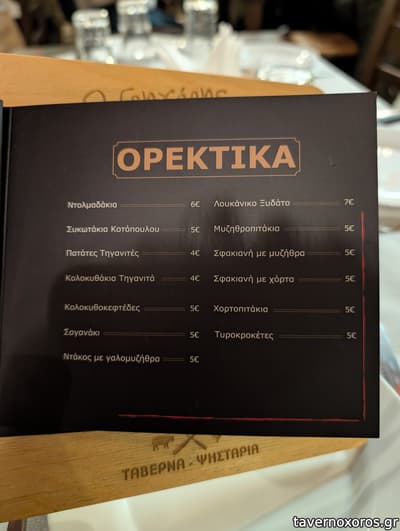 Ο Γρηγόρης
ΟΡΕΚΤΙΚΑ
Ντολμαδάκια 6€
Συκωτάκια Κοτόπουλου 5€
Πατάτες Τηγανιτές 4€
Κολοκυθάκια Τηγανιτά 4€
Κολοκυθοκεφτέδες 5€
Σαγανάκι 5€
Ντάκος με γαλομυζήθρα 5€
Λουκάνικο Ξυδάτο 7€
Μυζηθροπιτάκια 5€
Σφακιανή με μυζήθρα 5€
Σφακιανή με χόρτα 5€
Χορτοπιτάκια 5€
Τυροκροκέτες 5€
ΤΑΒΕΡΝΑ - ΨΗΣΤΑΡΙΑ
tavernoxoros.gr